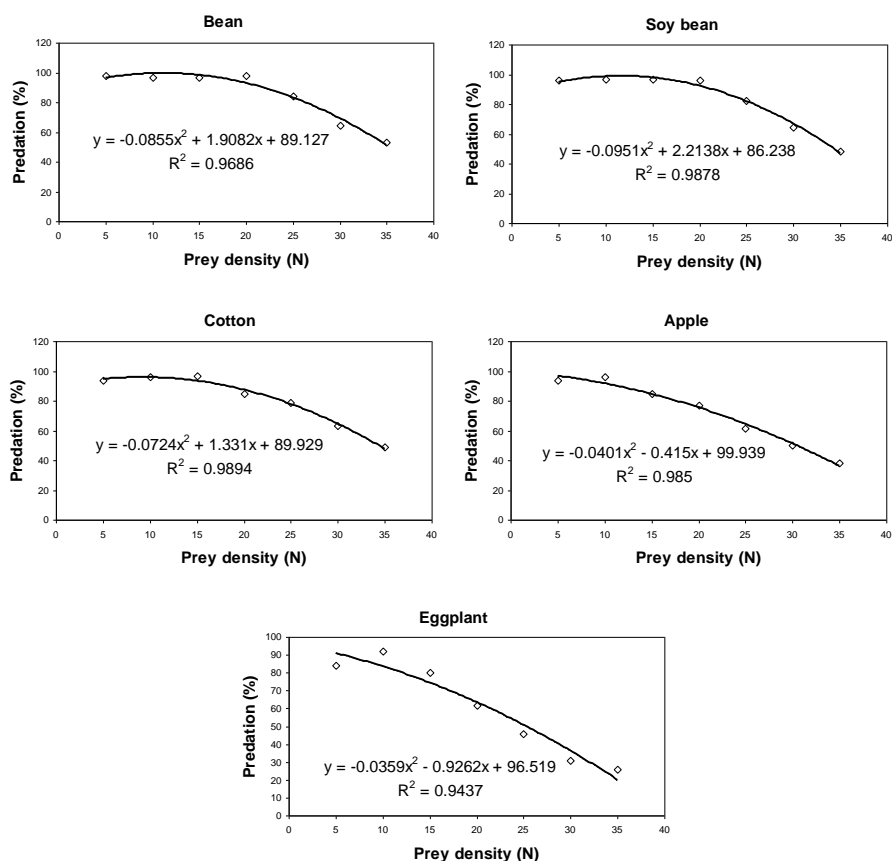 Bean
120
100
80
60
40
20
0
0 5 10 15 20 25 30 35 40
Predation (%)
Prey density (N)
y = -0.0855x² + 1.9082x + 89.127
R² = 0.9686
Soy bean
120
100
80
60
40
20
0
0 5 10 15 20 25 30 35 40
Predation (%)
Prey density (N)
y = -0.0951x² + 2.2138x + 86.238
R² = 0.9878
Cotton
120
100
80
60
40
20
0
0 5 10 15 20 25 30 35 40
Predation (%)
Prey density (N)
y = -0.0724x² + 1.331x + 89.929
R² = 0.9894
Apple
120
100
80
60
40
20
0
0 5 10 15 20 25 30 35 40
Predation (%)
Prey density (N)
y = -0.0401x² - 0.415x + 99.939
R² = 0.985
Eggplant
100
90
80
70
60
50
40
30
20
10
0
0 5 10 15 20 25 30 35 40
Predation (%)
Prey density (N)
y = -0.0359x² - 0.9262x + 96.519
R² = 0.9437